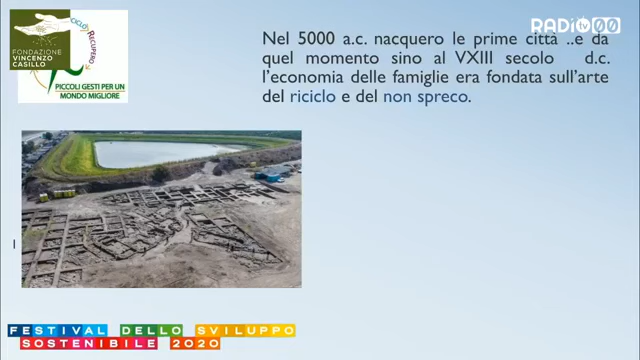 FONDAZIONE
VINCENZO
CASILLO
RICICLO
RECUPERO
PICCOLI GESTI PER UN
MONDO MIGLIORE
RADIO tv 00
Nel 5000 a.c. nacquero le prime città ..e da
quel momento sino al VXIII secolo d.c.
l'economia delle famiglie era fondata sull'arte
del riciclo e del non spreco.
I
FESTIVAL DELLO SVILUPPO
SOSTENIBILE 2020